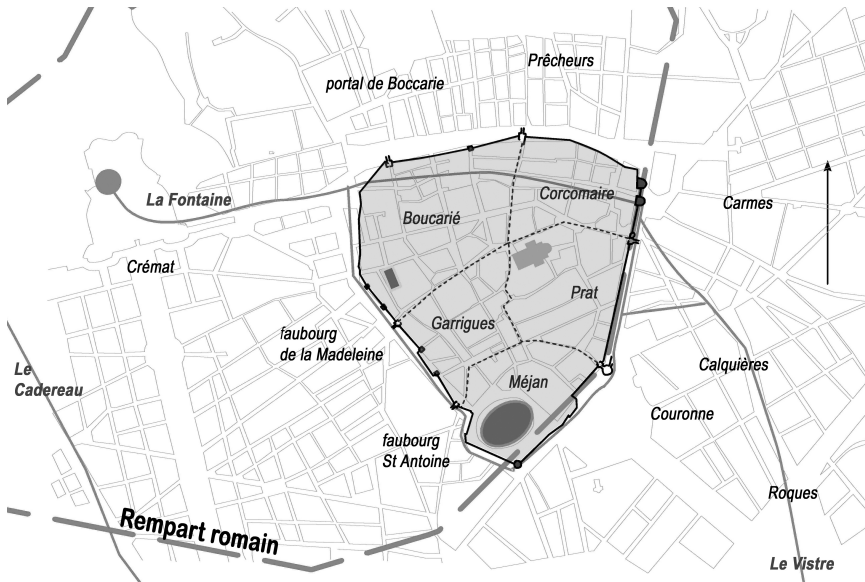 Prêcheurs
portal de Boccarie
La Fontaine
Corcomaire
Carmes
Boucarié
Crémat
Prat
Garrigues
faubourg
de la Madeleine
Le
Cadereau
Calquières
Méjan
Couronne
faubourg
St Antoine
Roques
Rempart romain
Le Vistre